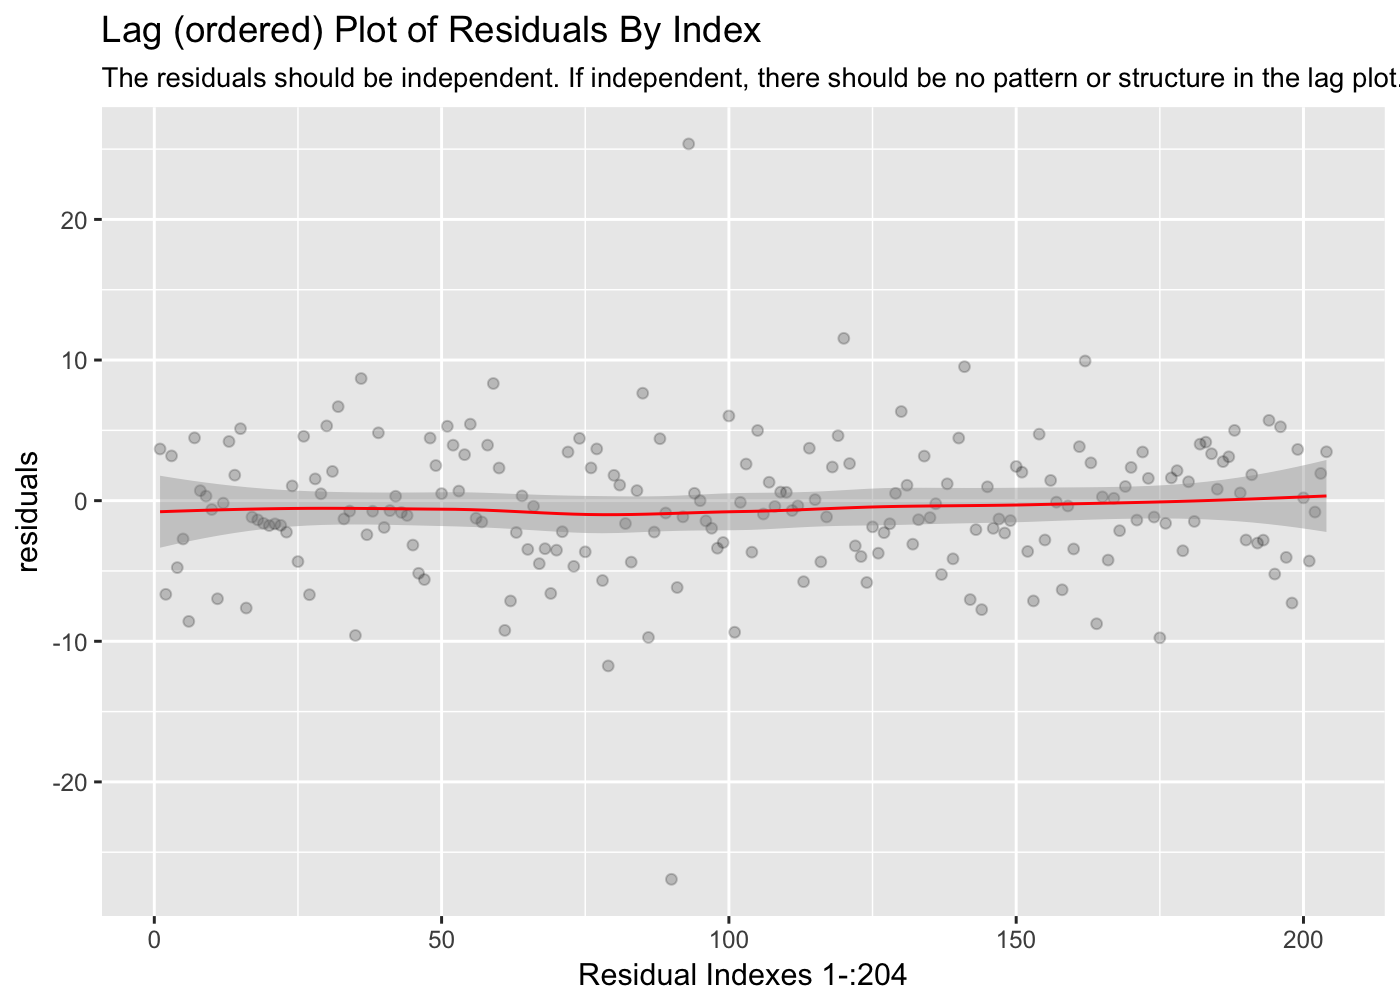 Lag (ordered) Plot of Residuals By Index
The residuals should be independent. If independent, there should be no pattern or structure in the lag plot.
residuals
20
10
0
-10
-20
0 50 100 150 200
Residual Indexes 1-:204